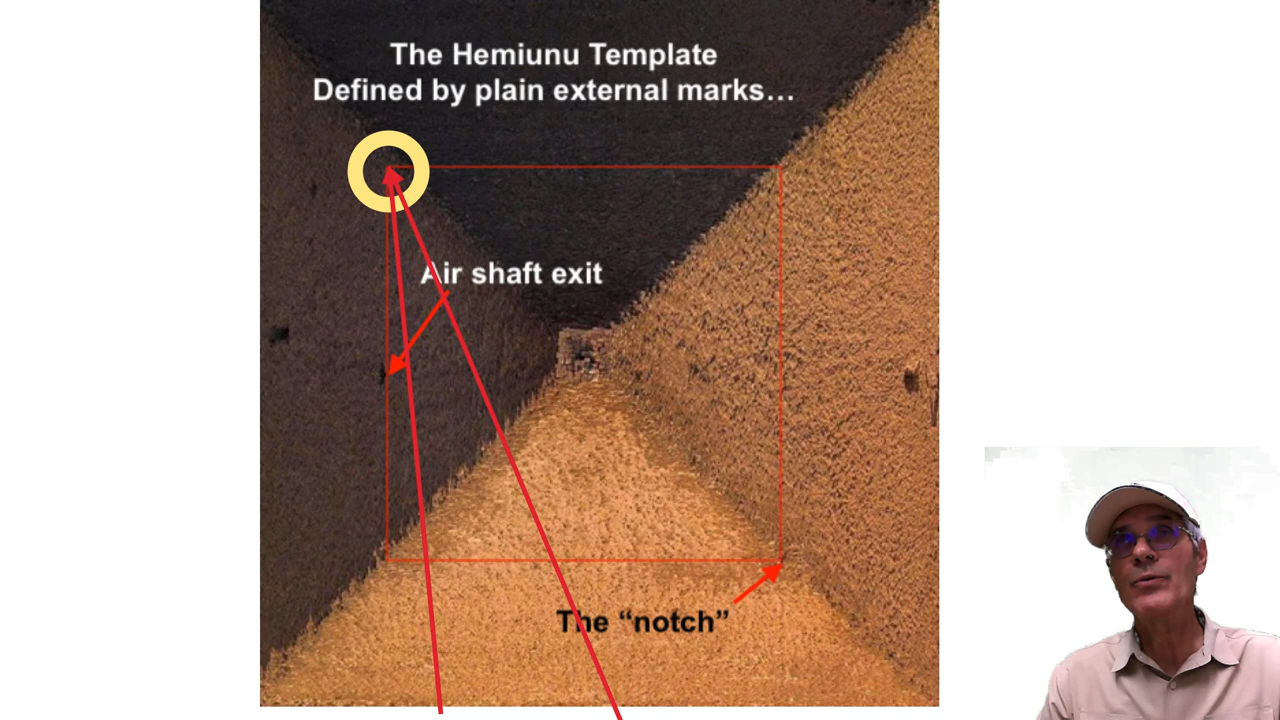 The Hemiunu Template
Defined by plain external marks…
Air shaft exit
The “notch”